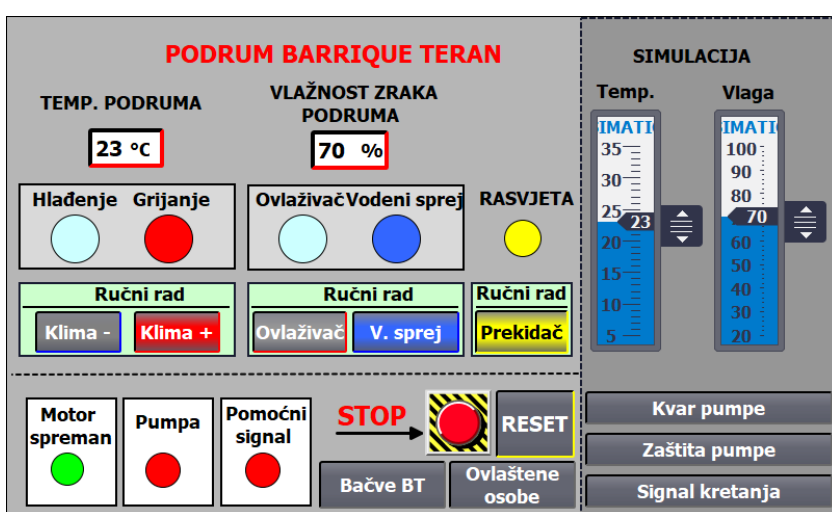 PODRUM BARRIQUE TERAN
TEMP. PODRUMA
23 °C
VLAŽNOST ZRAKA
PODRUMA
70 %
Hlađenje Grijanje
Ovlaživač Vodeni sprej
RASVJETA
Ručni rad
Klima - Klima +
Ručni rad
Ovlaživač V. sprej
Ručni rad
Prekidač
Motor
spreman
Pumpa
Pomoćni
signal
STOP
RESET
Bačve BT
Ovlaštene
osobe
SIMULACIJA
Temp.
SIMATIC
35
30
25
23
20
15
10
5
Vlaga
SIMATIC
100
90
80
70
60
50
40
30
20
Kvar pumpe
Zaštita pumpe
Signal kretanja